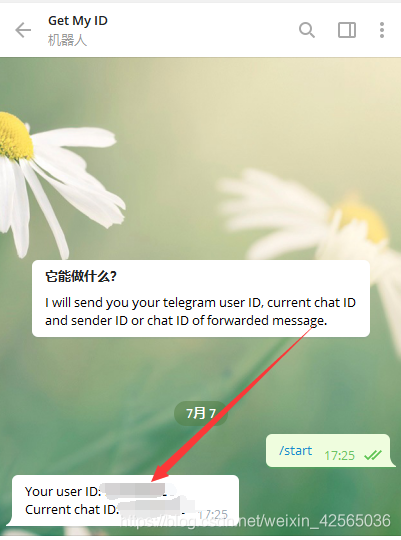 Get My ID
机器人
它能做什么?
I will send you your telegram user ID, current chat ID
and sender ID or chat ID of forwarded message.
7月 7
/start 17:25
Your user ID:
Current chat ID: 17:25
https://blog.csdn.net/weixin_42565036